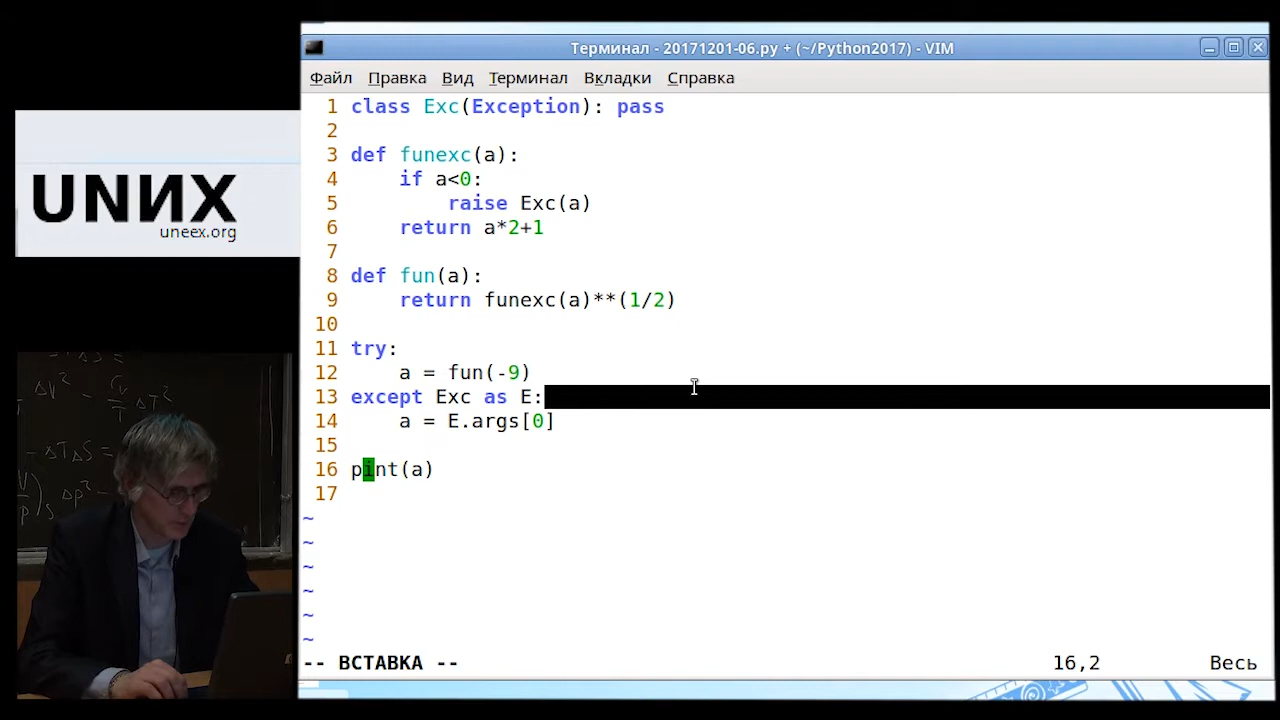 Терминал - 20171201-06.py + (~/Python2017) - VIM
Файл Правка Вид Терминал Вкладки Справка
1 class Exc(Exception): pass
2
3 def funexc(a):
4     if a<0:
5         raise Exc(a)
6     return a*2+1
7
8 def fun(a):
9     return funexc(a)**(1/2)
10
11 try:
12     a = fun(-9)
13 except Exc as E:
14     a = E.args[0]
15
16 pint(a)
17
~
~
~
~
~
~
-- ВСТАВКА -- 16,2 Весь
UNИX
uneex.org